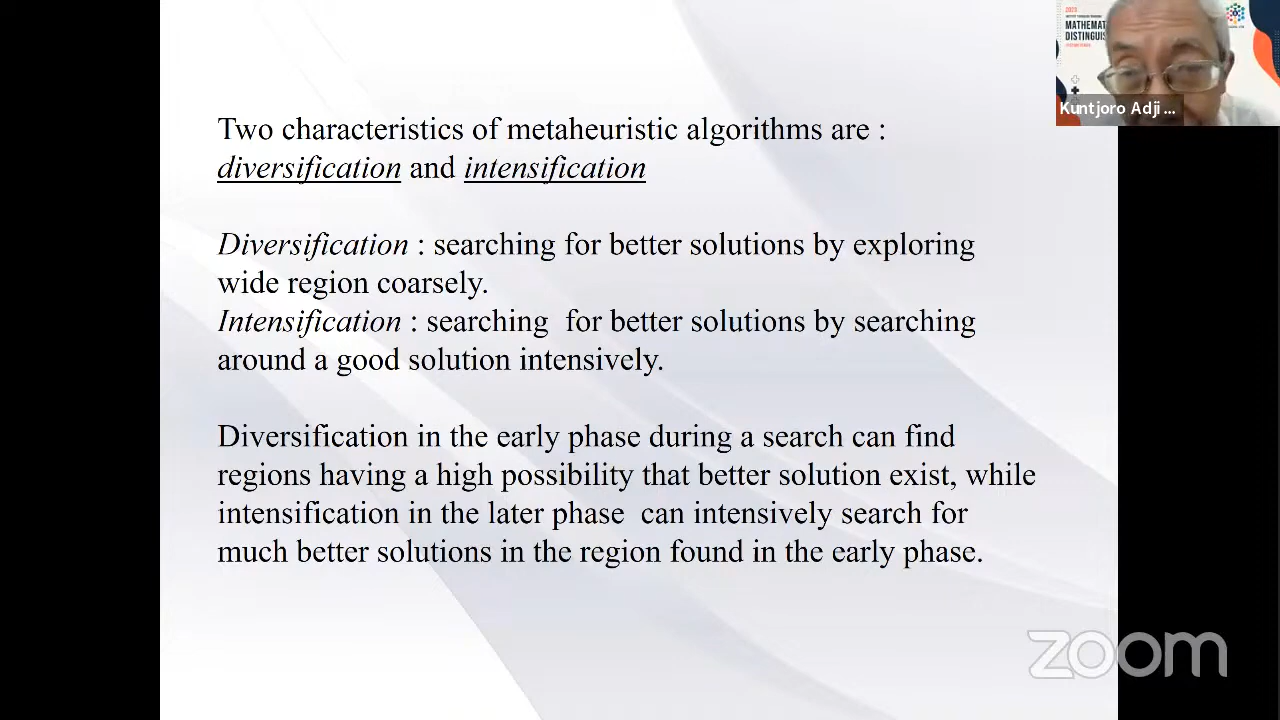 Two characteristics of metaheuristic algorithms are :
diversification and intensification
Diversification : searching for better solutions by exploring
wide region coarsely.
Intensification : searching  for better solutions by searching
around a good solution intensively.
Diversification in the early phase during a search can find
regions having a high possibility that better solution exist, while
intensification in the later phase  can intensively search for
much better solutions in the region found in the early phase.
MATHEMAT
DISTINGUIS
Kuntjoro Adji ...
zoom